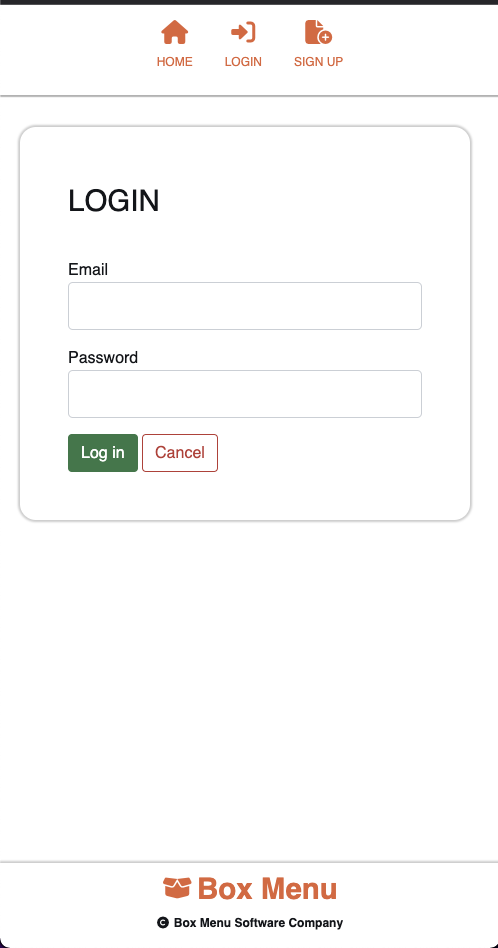 HOME LOGIN SIGN UP
LOGIN
Email
Password
Log in Cancel
Box Menu
© Box Menu Software Company